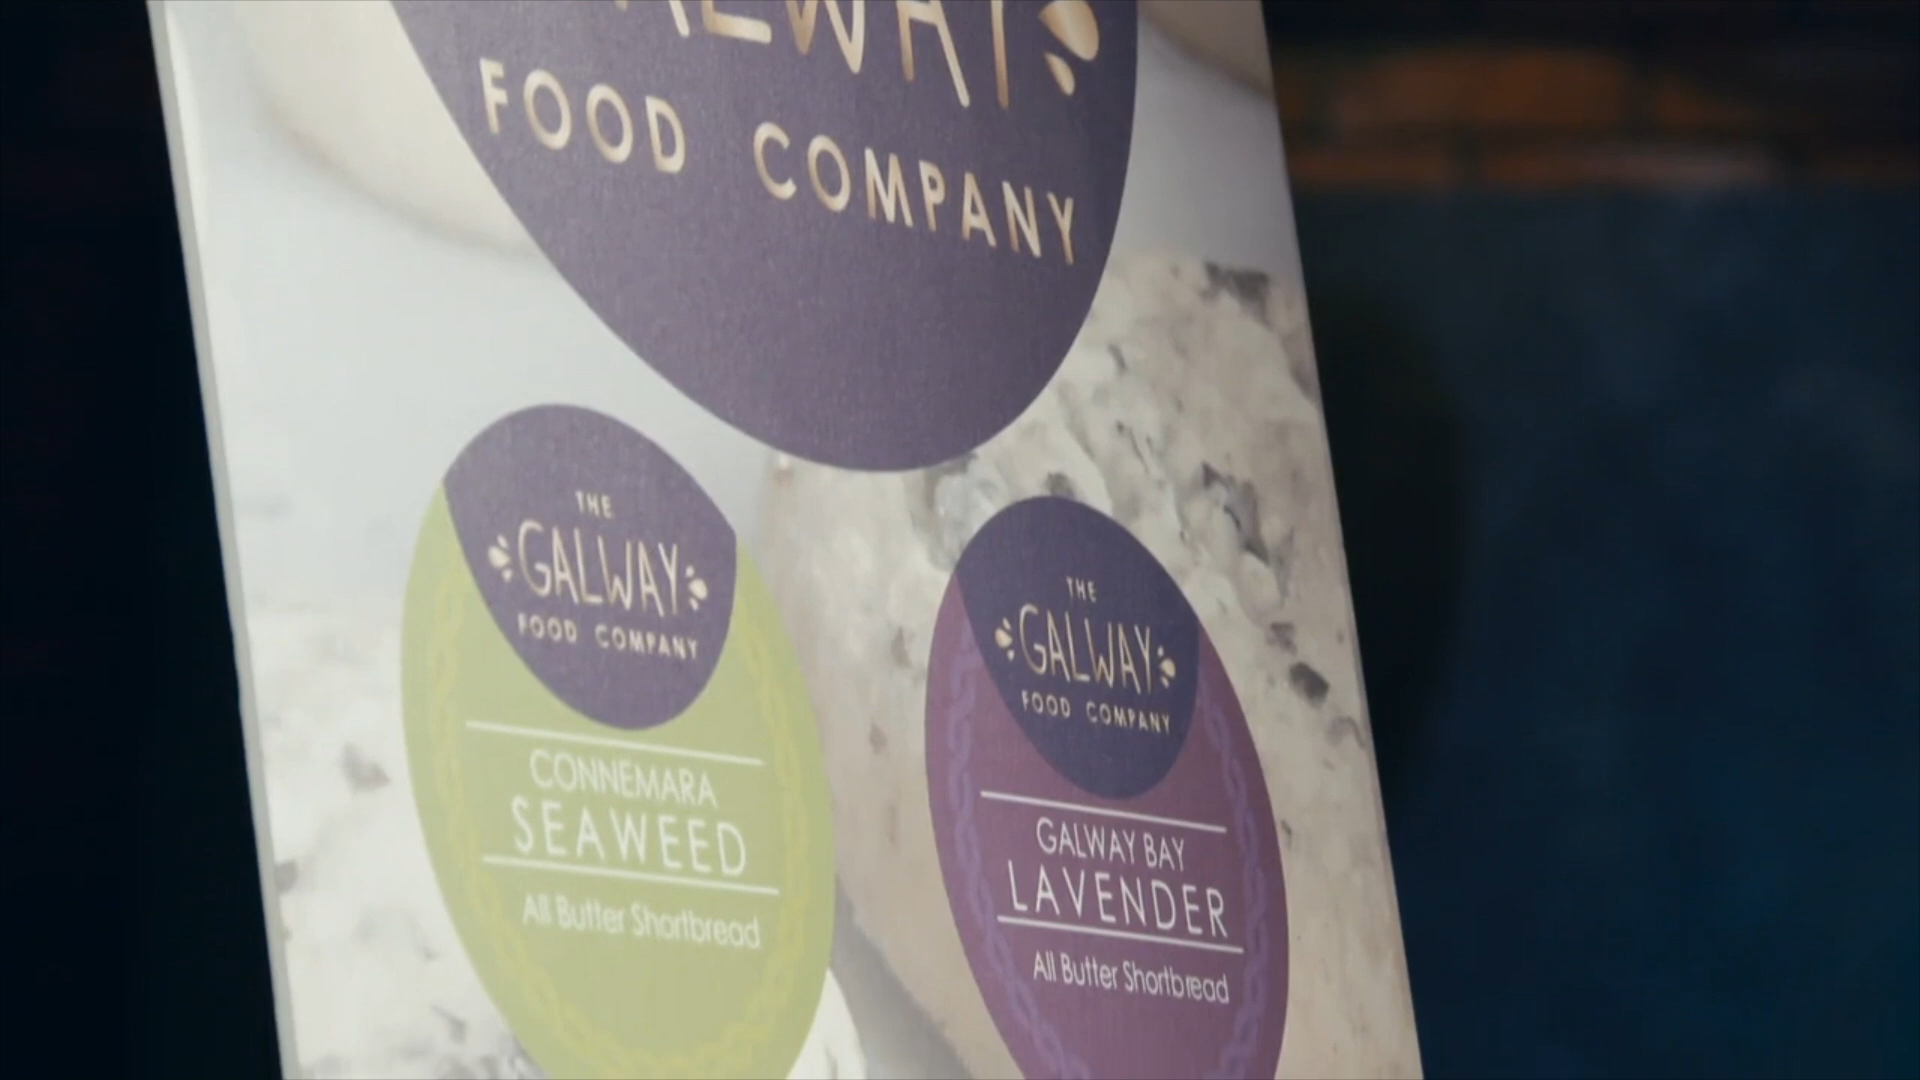 GALWAY
FOOD COMPANY
THE
GALWAY
FOOD COMPANY
CONNEMARA
SEAWEED
All Butter Shortbread
THE
GALWAY
FOOD COMPANY
GALWAY BAY
LAVENDER
All Butter Shortbread